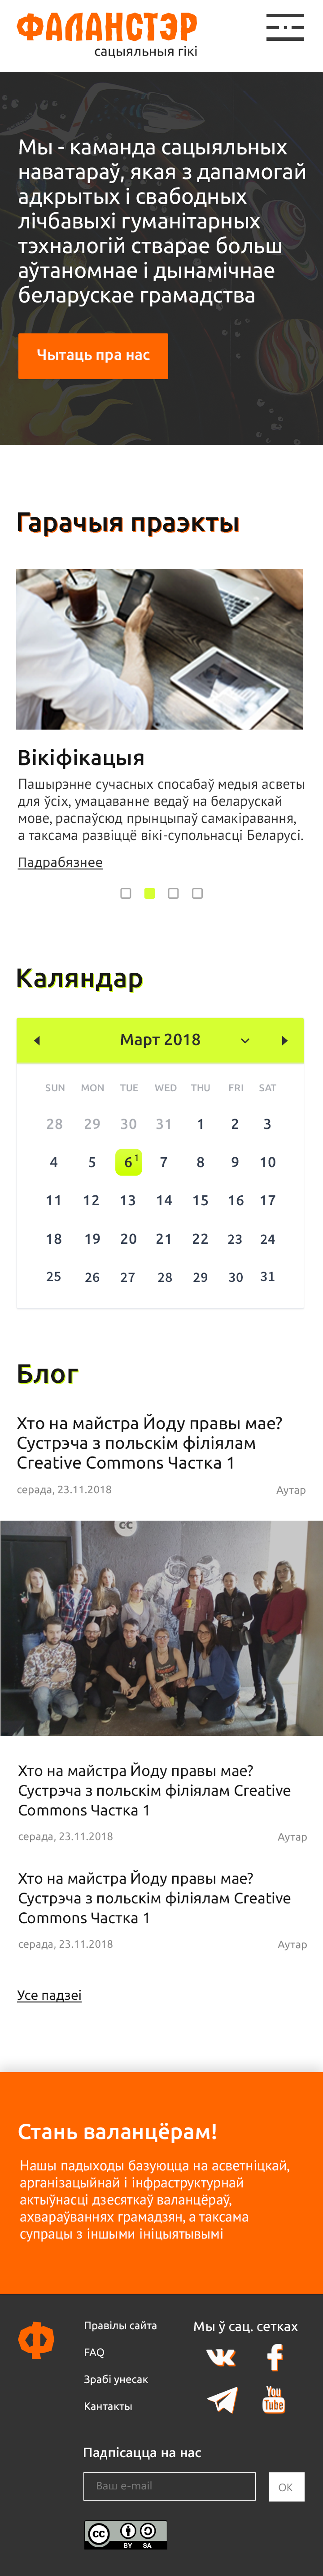 ФАЛАНСТЭР
сацыяльныя гікі
Мы - каманда сацыяльных
наватараў, якая з дапамогай
адкрытых і свабодных
лічбавыхі гуманітарных
тэхналогій стварае больш
аўтаномнае і дынамічнае
беларускае грамадства
Чытаць пра нас
Гарачыя праэкты
Вікіфікацыя
Пашырэнне сучасных спосабаў медыя асветы
для ўсіх, умацаванне ведаў на беларускай
мове, распаўсюд прынцыпаў самакіравання,
а таксама развіццё вікі-супольнасці Беларусі.
Падрабязнее
Каляндар
Март 2018
SUN MON TUE WED THU FRI SAT
28 29 30 31 1 2 3
4 5 6 1 7 8 9 10
11 12 13 14 15 16 17
18 19 20 21 22 23 24
25 26 27 28 29 30 31
Блог
Хто на майстра Йоду правы мае?
Сустрэча з польскім філіялам
Creative Commons Частка 1
серада, 23.11.2018 Аутар
cc
Хто на майстра Йоду правы мае?
Сустрэча з польскім філіялам Creative
Commons Частка 1
серада, 23.11.2018 Аутар
Хто на майстра Йоду правы мае?
Сустрэча з польскім філіялам Creative
Commons Частка 1
серада, 23.11.2018 Аутар
Усе падзеі
Стань валанцёрам!
Нашы падыходы базуюцца на асветніцкай,
арганізацыйнай і інфраструктурнай
актыўнасці дзесяткаў валанцёраў,
ахвараўваннях грамадзян, а таксама
супрацы з іншымі ініцыятывымі
Ф
Правілы сайта
FAQ
Зрабі унесак
Кантакты
Мы ў сац. сетках
You Tube
Падпісацца на нас
Ваш e-mail
ОК
cc BY SA